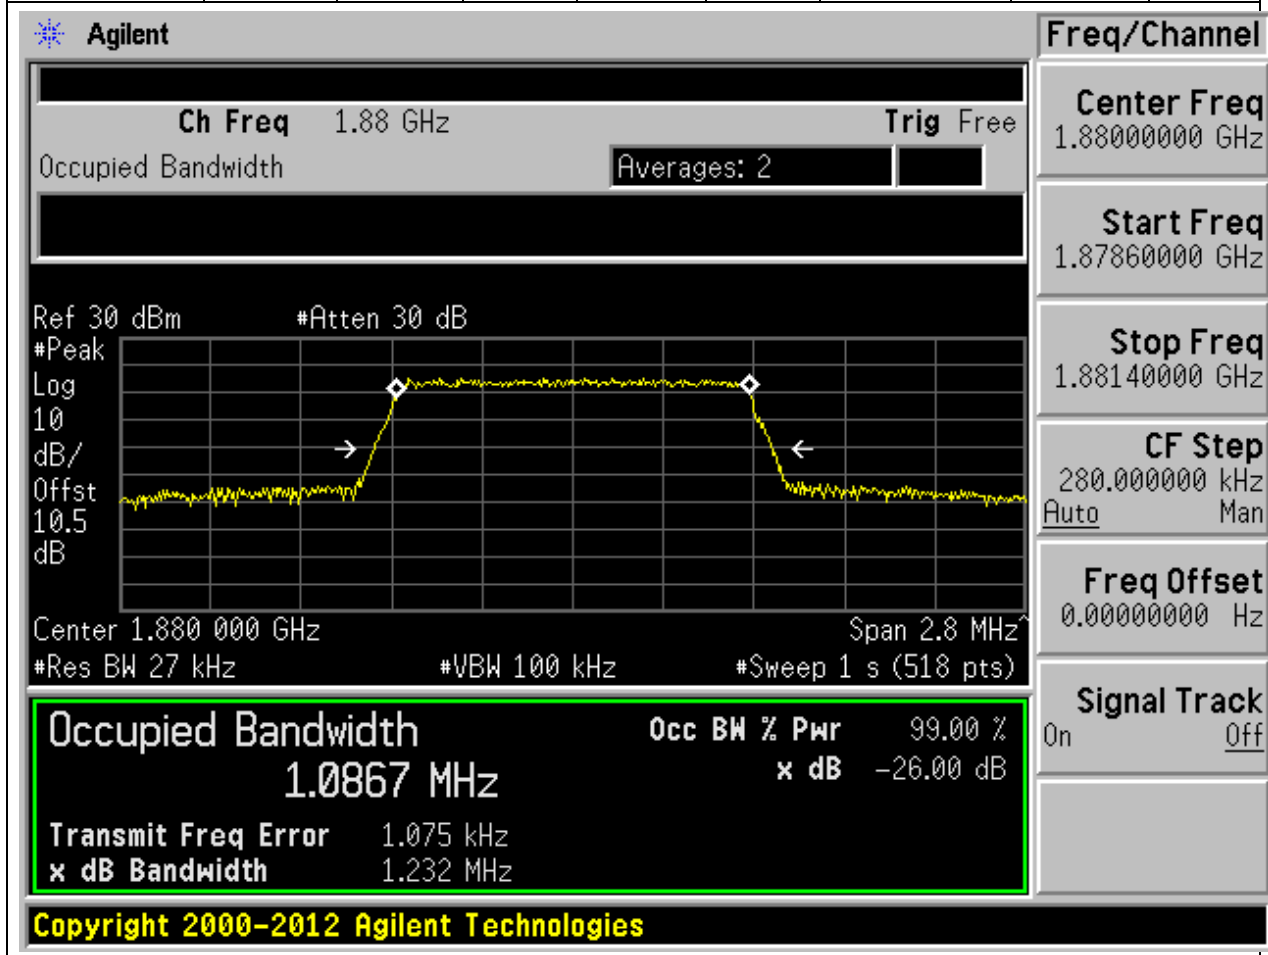 Agilent
Freq/Channel
Ch Freq 1.88 GHz Trig Free
Occupied Bandwidth Averages: 2
Center Freq
1.88000000 GHz
Start Freq
1.87860000 GHz
Stop Freq
1.88140000 GHz
CF Step
280.000000 kHz
Auto Man
Freq Offset
0.00000000 Hz
Signal Track
On Off
Ref 30 dBm #Atten 30 dB
#Peak
Log
10
dB/
Offst
10.5
dB
Center 1.880 000 GHz Span 2.8 MHz^
#Res BW 27 kHz #VBW 100 kHz #Sweep 1 s (518 pts)
Occupied Bandwidth Occ BW % Pwr 99.00 %
1.0867 MHz x dB -26.00 dB
Transmit Freq Error 1.075 kHz
x dB Bandwidth 1.232 MHz
Copyright 2000-2012 Agilent Technologies